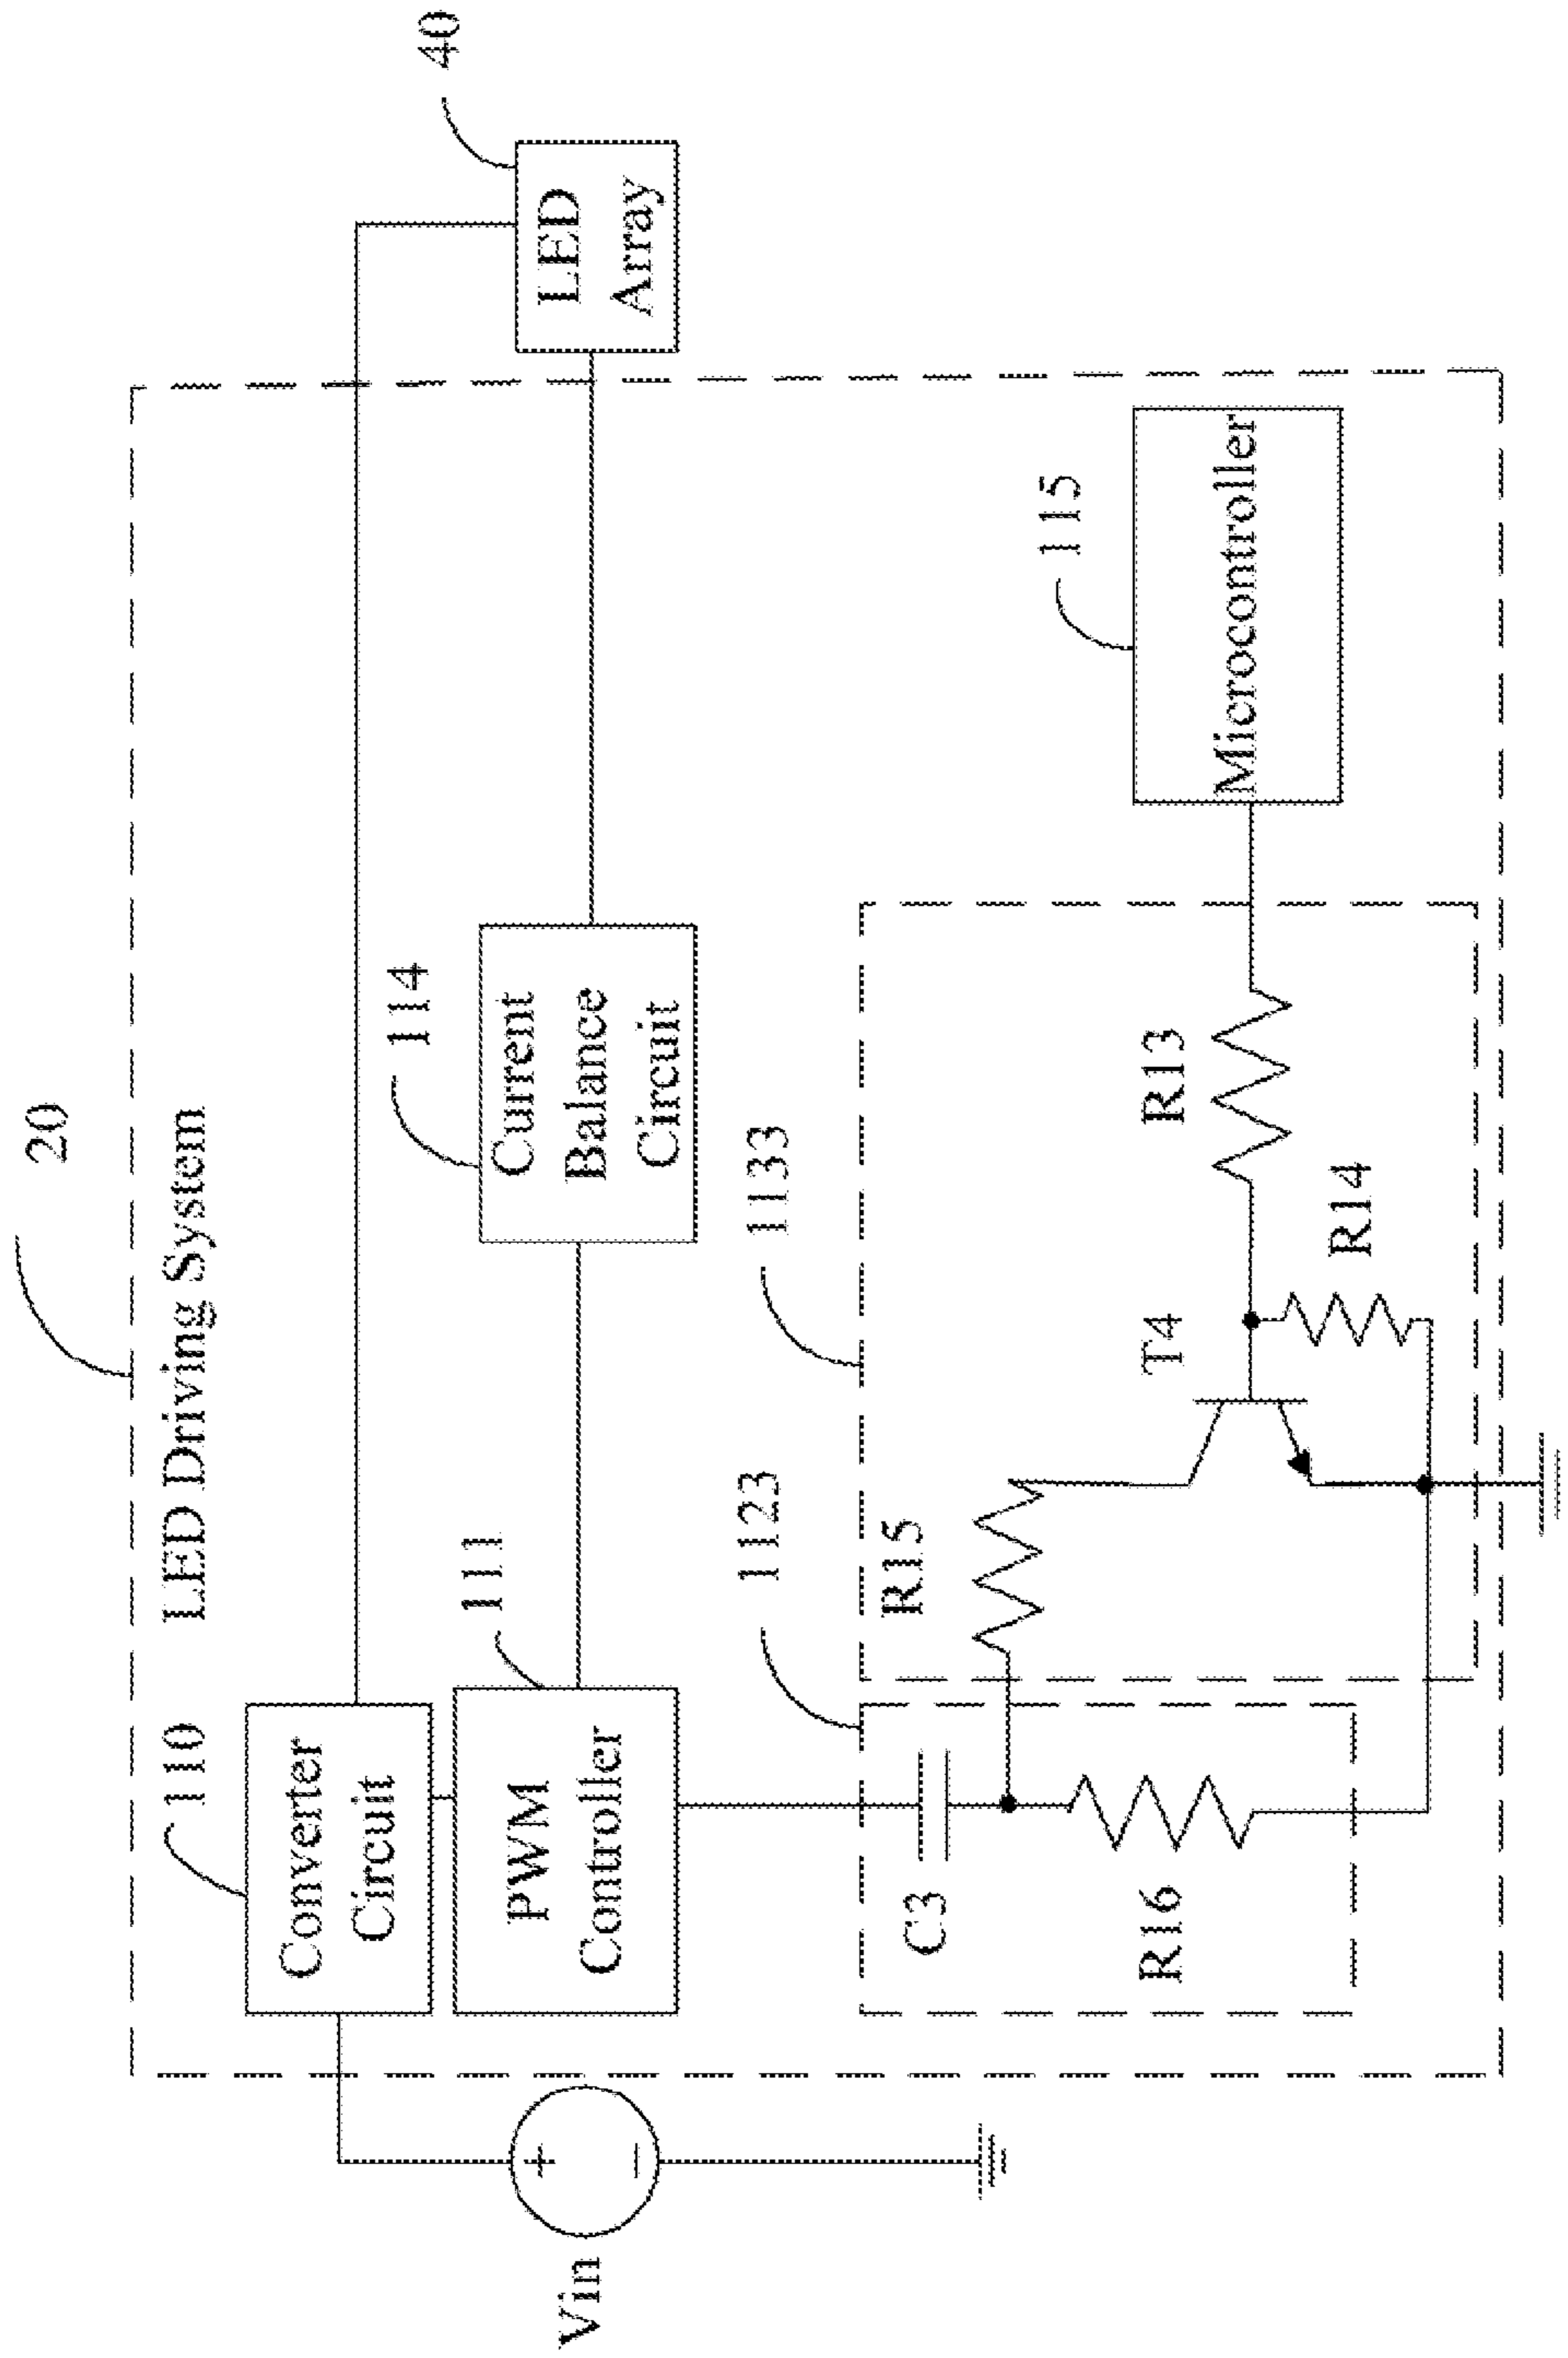 20
LED Driving System
110
Converter
Circuit
40
LED
Array
111
PWM
Controller
114
Current
Balance
Circuit
Vin
+
−
1123
1133
115
C3
R15
R16
T4
R13
R14
Microcontroller